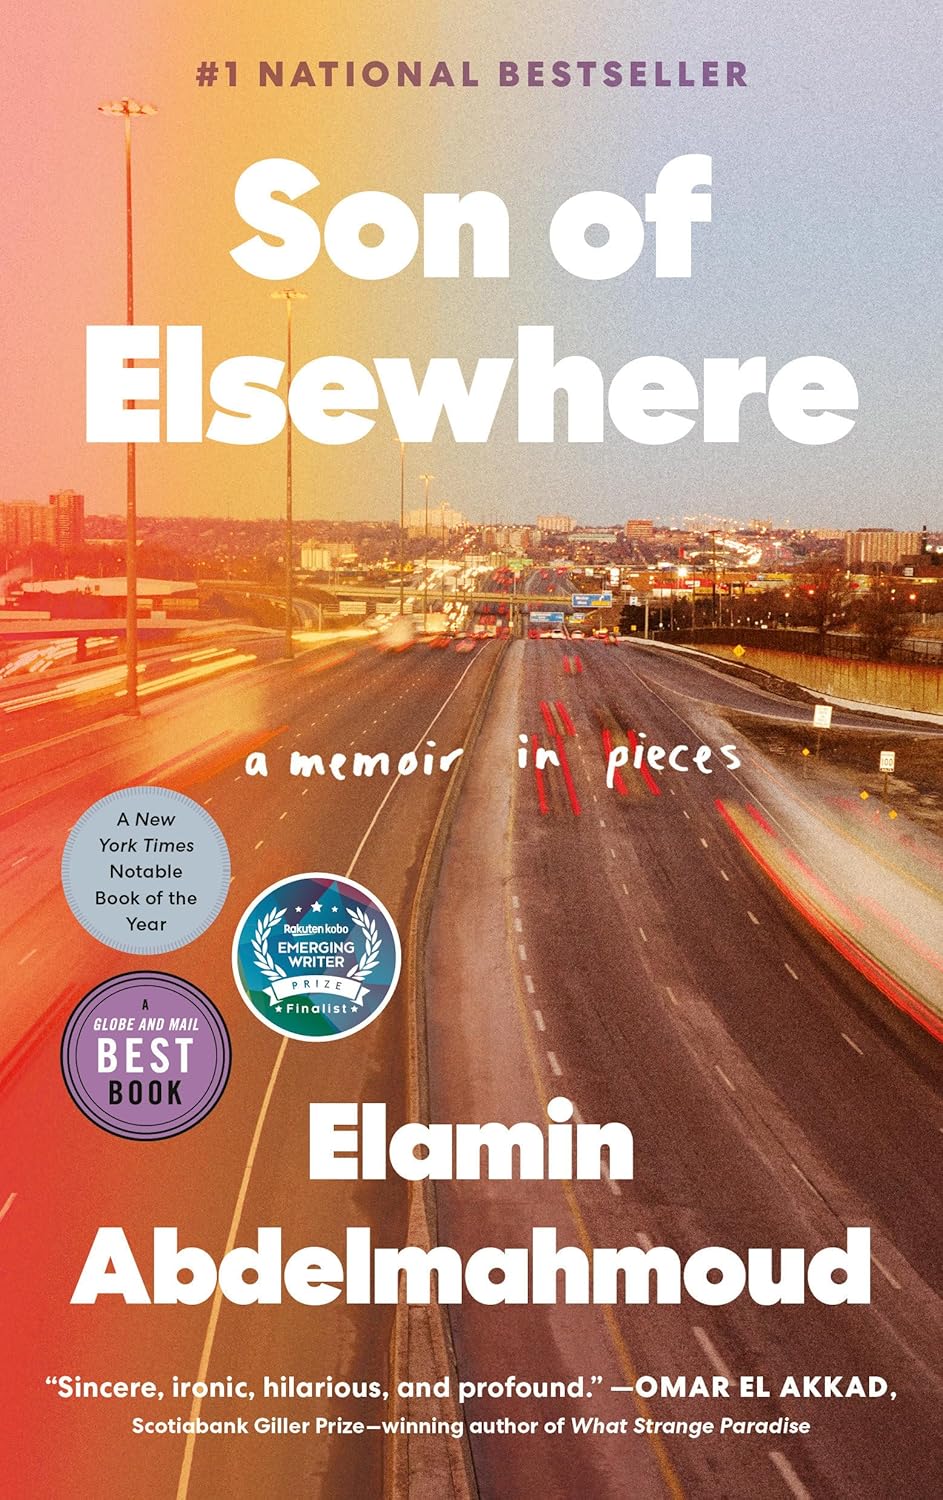 #1 NATIONAL BESTSELLER
Son of
Elsewhere
a memoir in pieces
A New
York Times
Notable
Book of the
Year
Rakuten kobo
EMERGING
WRITER
PRIZE
Finalist
A
GLOBE AND MAIL
BEST
BOOK
Elamin
Abdelmahmoud
“Sincere, ironic, hilarious, and profound.” —OMAR EL AKKAD,
Scotiabank Giller Prize—winning author of What Strange Paradise